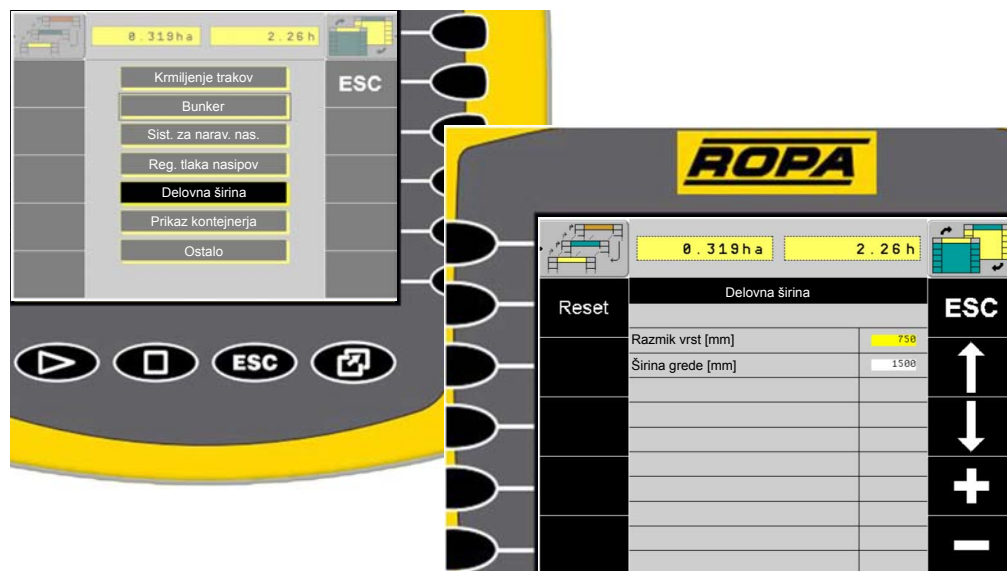 0.319ha 2.26h
Krmiljenje trakov
ESC
Bunker
Sist. za narav. nas.
Reg. tlaka nasipov
Delovna širina
Prikaz kontejnerja
Ostalo
ESC
ROPA
0.319ha 2.26h
Reset
Delovna širina
ESC
Razmik vrst [mm] 750
Širina grede [mm] 1500